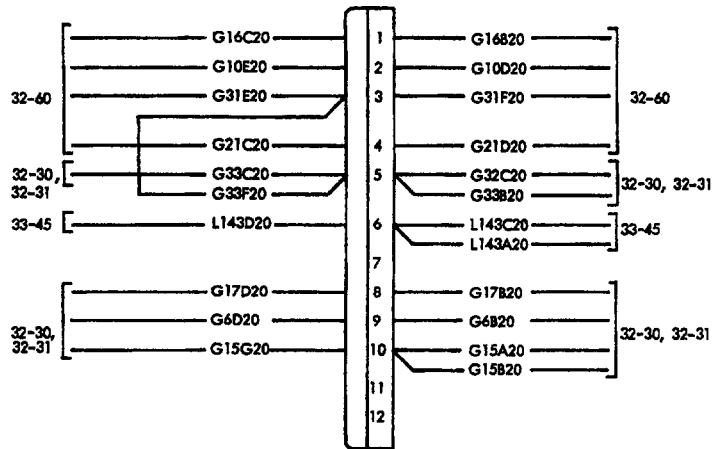 G16C20 1 G16B20
G10E20 2 G10D20
32-60 G31E20 3 G31F20 32-60
G21C20 4 G21D20
32-30, G33C20 5 G32C20 32-30, 32-31
32-31 G33F20 G33B20
33-45 L143D20 6 L143C20 33-45
L143A20
7
G17D20 8 G17B20
32-30, G6D20 9 G6B20 32-30, 32-31
32-31 G15G20 10 G15A20
G15B20
11
12